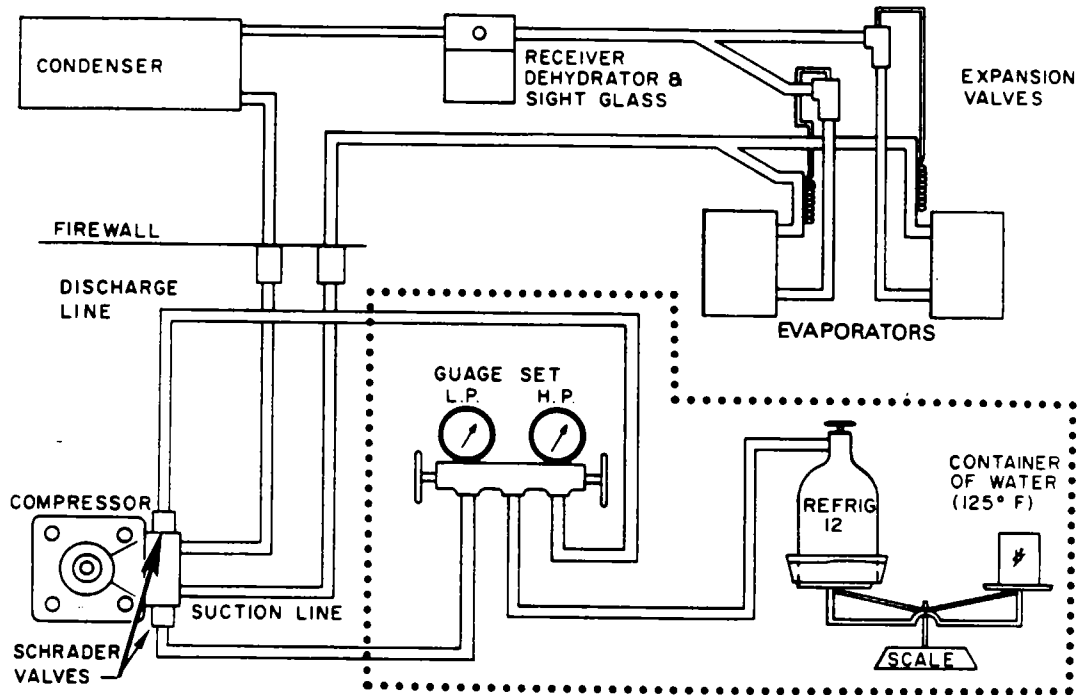 CONDENSER
RECEIVER
DEHYDRATOR &
SIGHT GLASS
EXPANSION
VALVES
FIREWALL
DISCHARGE
LINE
EVAPORATORS
GUAGE SET
L.P. H.P.
COMPRESSOR
REFRIG
12
CONTAINER
OF WATER
(125° F)
SUCTION LINE
SCHRADER
VALVES
SCALE